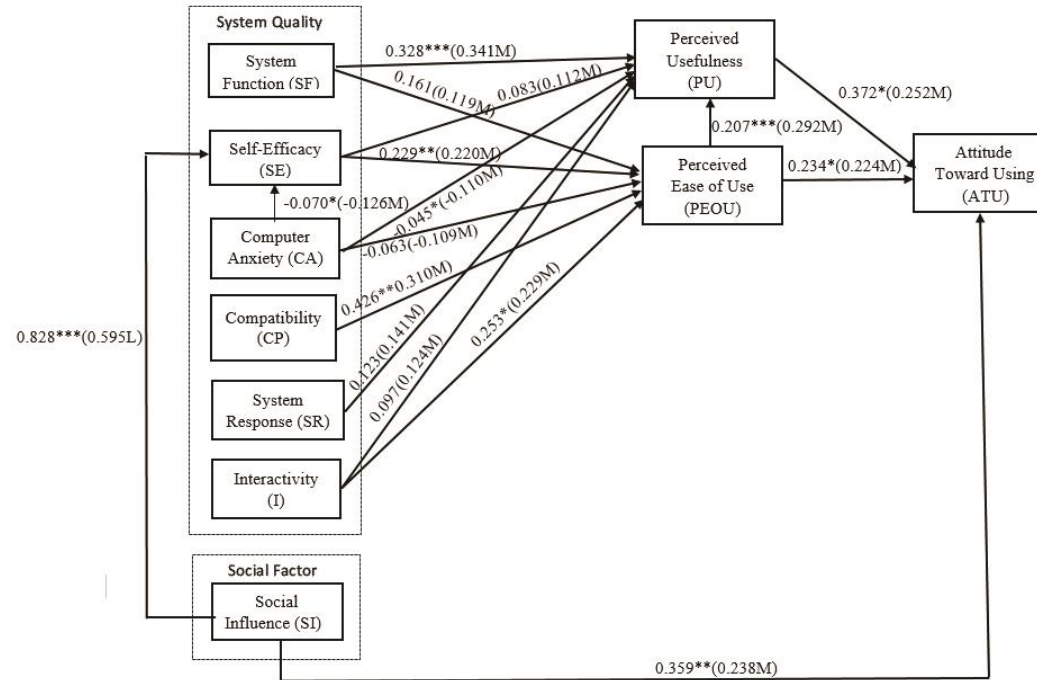 System Quality
System
Function (SF)
Self-Efficacy
(SE)
-0.070*(-0.126M)
Computer
Anxiety (CA)
Compatibility
(CP)
System
Response (SR)
Interactivity
(I)
Social Factor
Social
Influence (SI)
0.828***(0.595L)
0.328***(0.341M)
0.161(0.119M)
0.083(0.112M)
0.229**(0.220M)
-0.045*(-0.110M)
-0.063(-0.109M)
0.426**0.310M)
0.123(0.141M)
0.097(0.124M)
0.253*(0.229M)
Perceived
Usefulness
(PU)
0.207***(0.292M)
Perceived
Ease of Use
(PEOU)
0.372*(0.252M)
0.234*(0.224M)
Attitude
Toward Using
(ATU)
0.359**(0.238M)